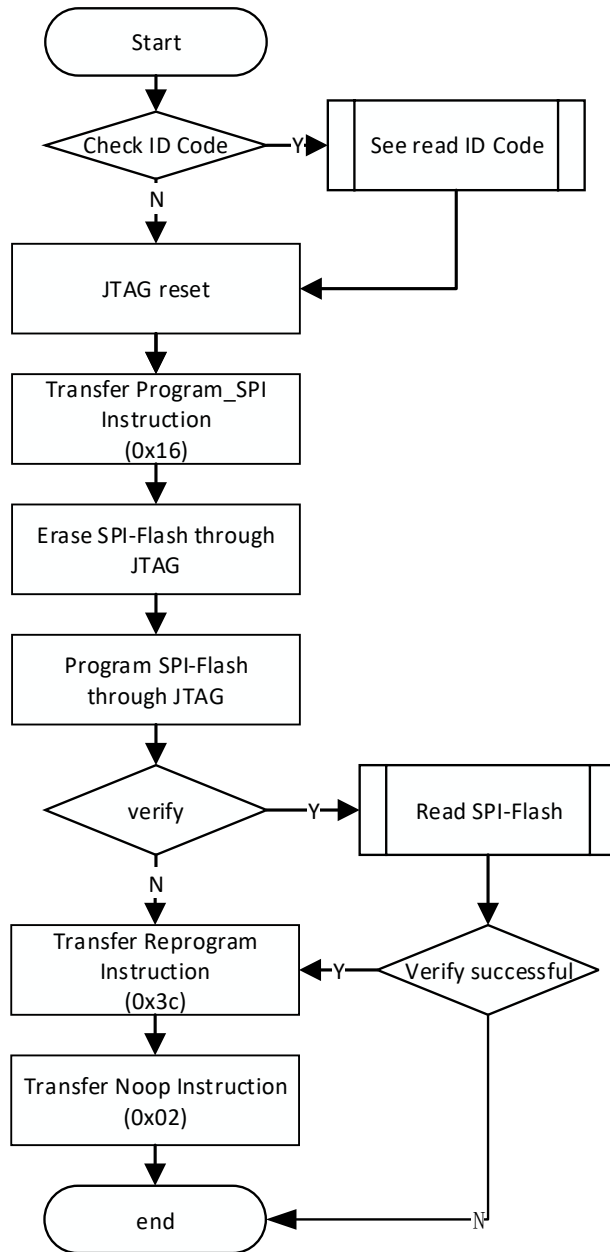 Start
Check ID Code
Y
See read ID Code
N
JTAG reset
Transfer Program_SPI
Instruction
(0x16)
Erase SPI-Flash through
JTAG
Program SPI-Flash
through JTAG
verify
Y
Read SPI-Flash
N
Transfer Reprogram
Instruction
(0x3c)
Y
Verify successful
Transfer Noop Instruction
(0x02)
end
N